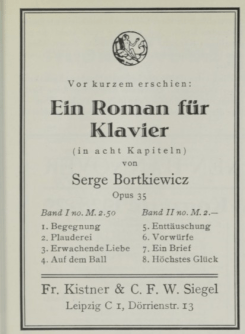 Vor kurzem erschien:
Ein Roman für
Klavier
(in acht Kapiteln)
von
Serge Bortkiewicz
Opus 35
Band I no. M. 2.50
1. Begegnung
2. Plauderei
3. Erwachende Liebe
4. Auf dem Ball
Band II no. M. 2.—
5. Enttäuschung
6. Vorwürfe
7. Ein Brief
8. Höchstes Glück
Fr. Kistner & C. F. W. Siegel
Leipzig C 1, Dörrienstr. 13